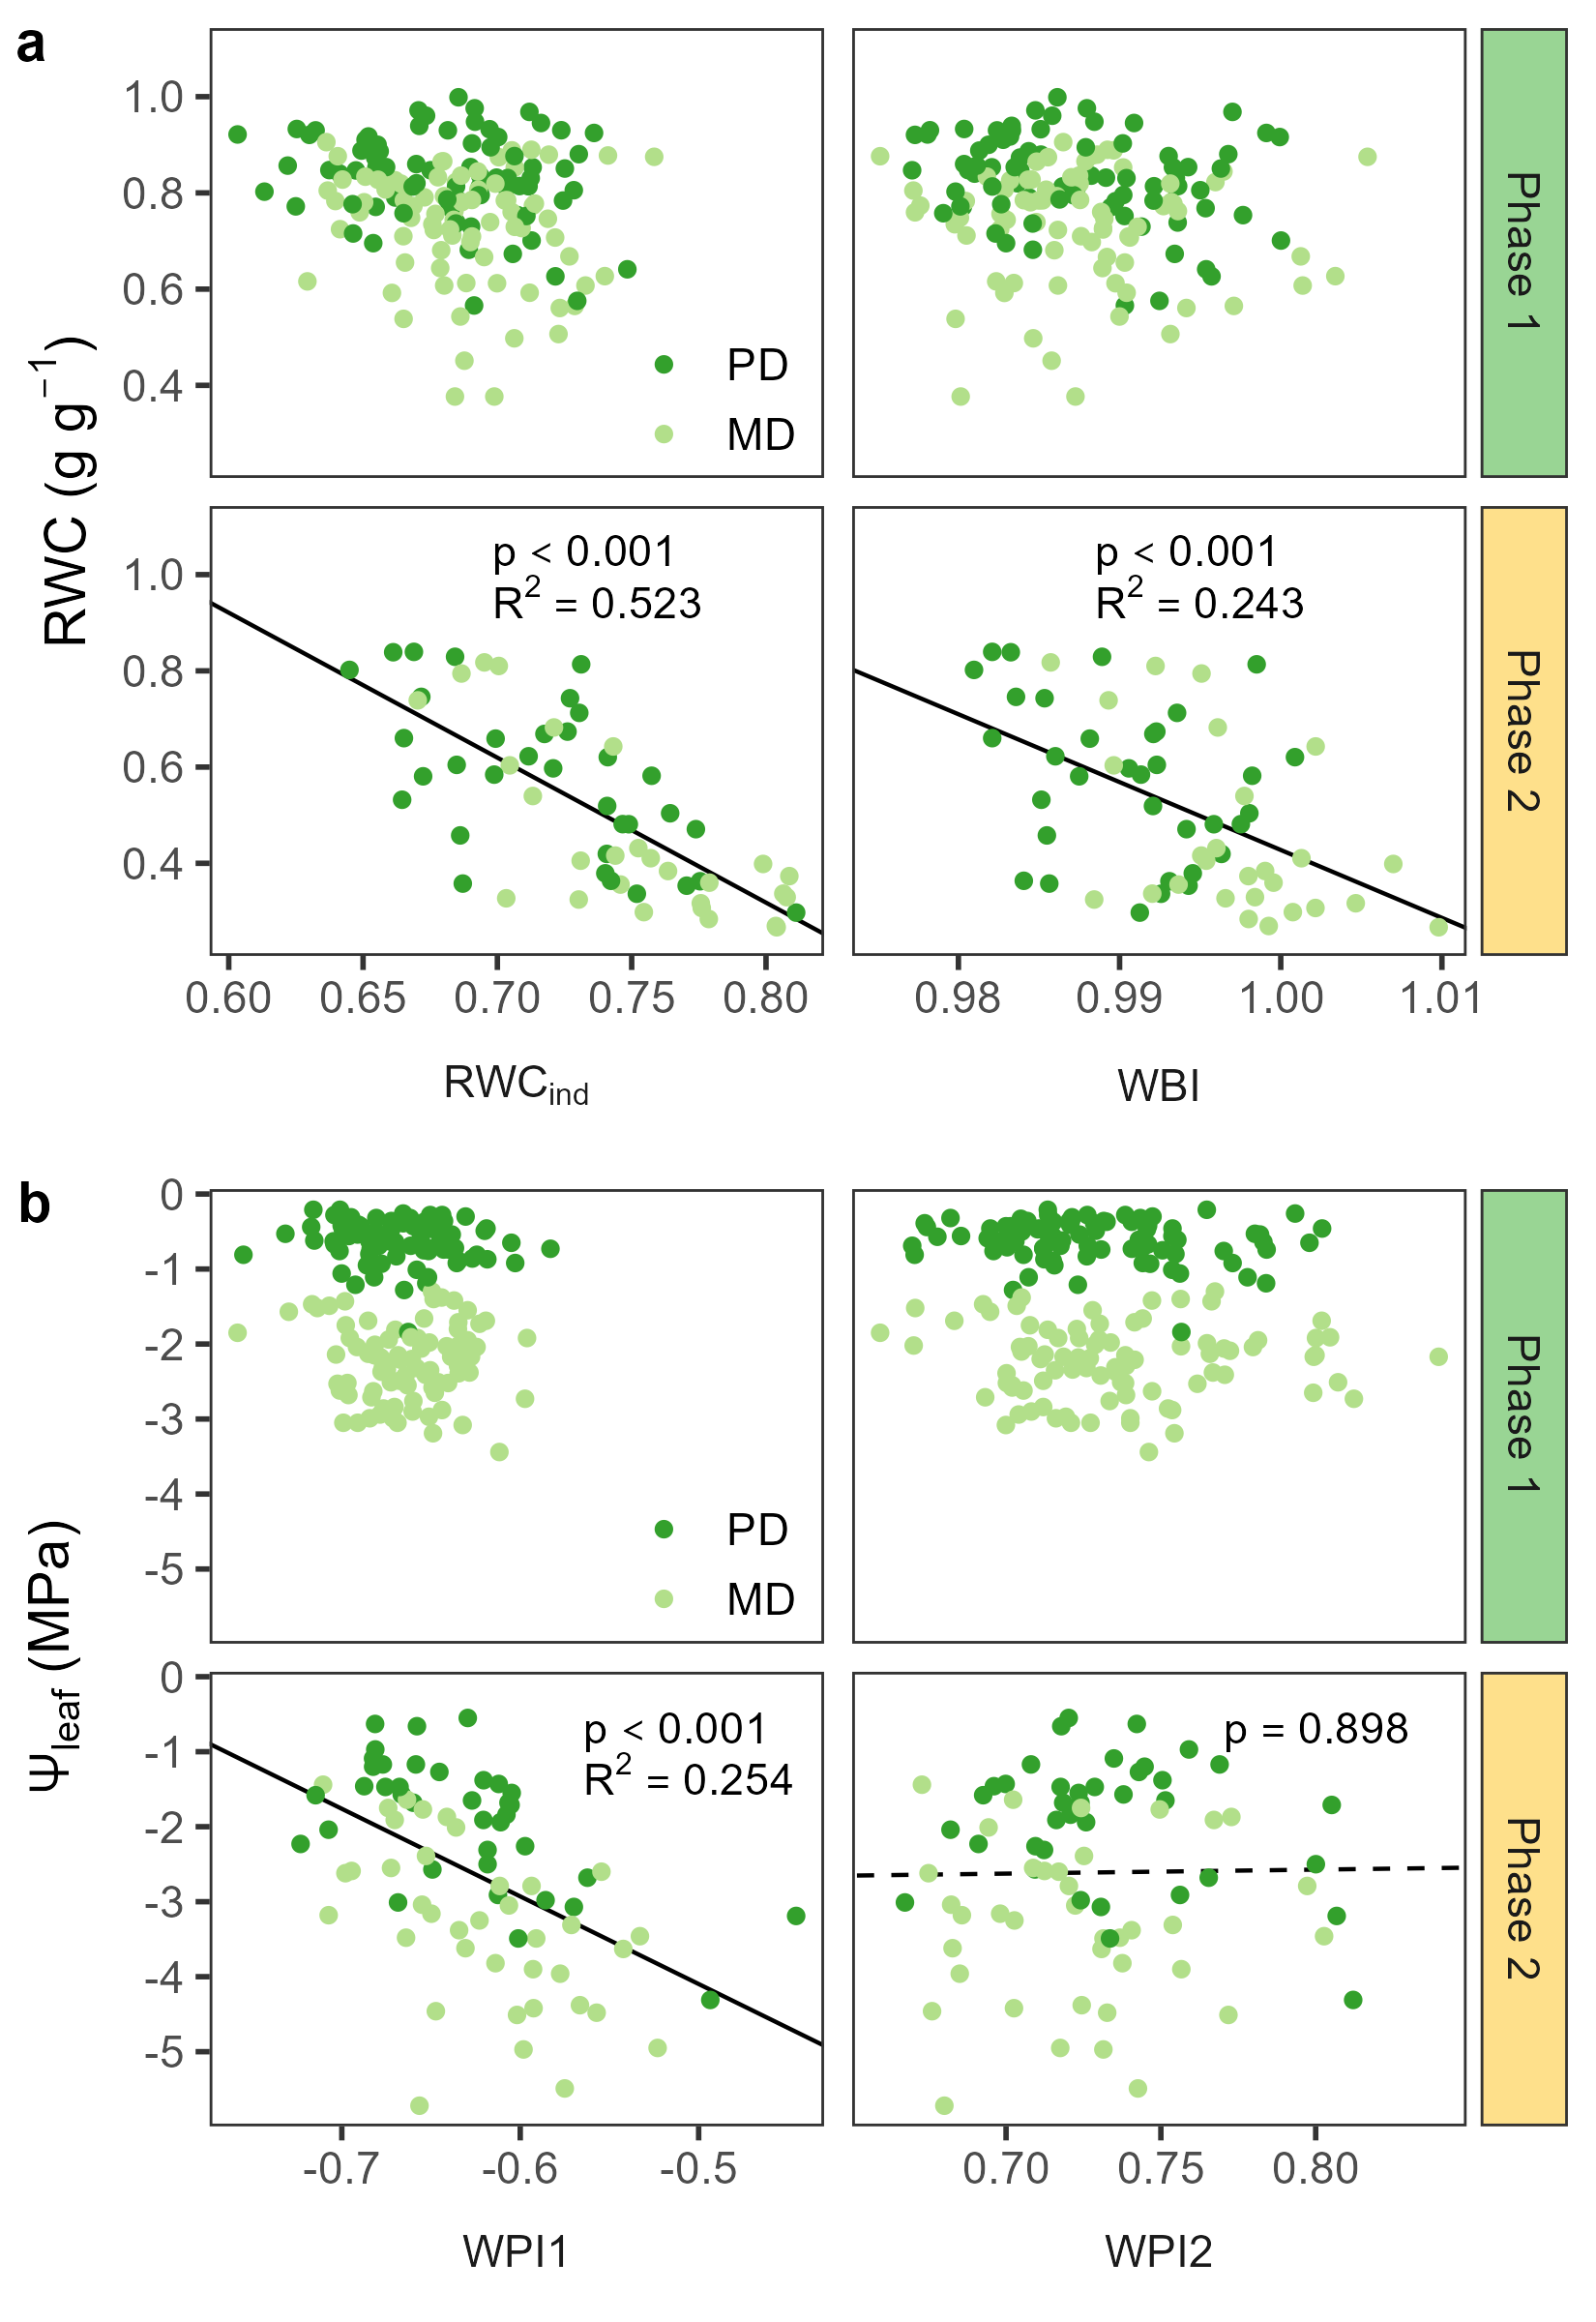 a
RWC (g g⁻¹)
1.0
0.8
0.6
0.4
PD
MD
Phase 1
1.0
0.8
0.6
0.4
p < 0.001
R² = 0.523
p < 0.001
R² = 0.243
Phase 2
0.60 0.65 0.70 0.75 0.80
0.98 0.99 1.00 1.01
RWCind
WBI
b
Ψleaf (MPa)
0
-1
-2
-3
-4
-5
PD
MD
Phase 1
0
-1
-2
-3
-4
-5
p < 0.001
R² = 0.254
p = 0.898
Phase 2
-0.7 -0.6 -0.5
0.70 0.75 0.80
WPI1
WPI2